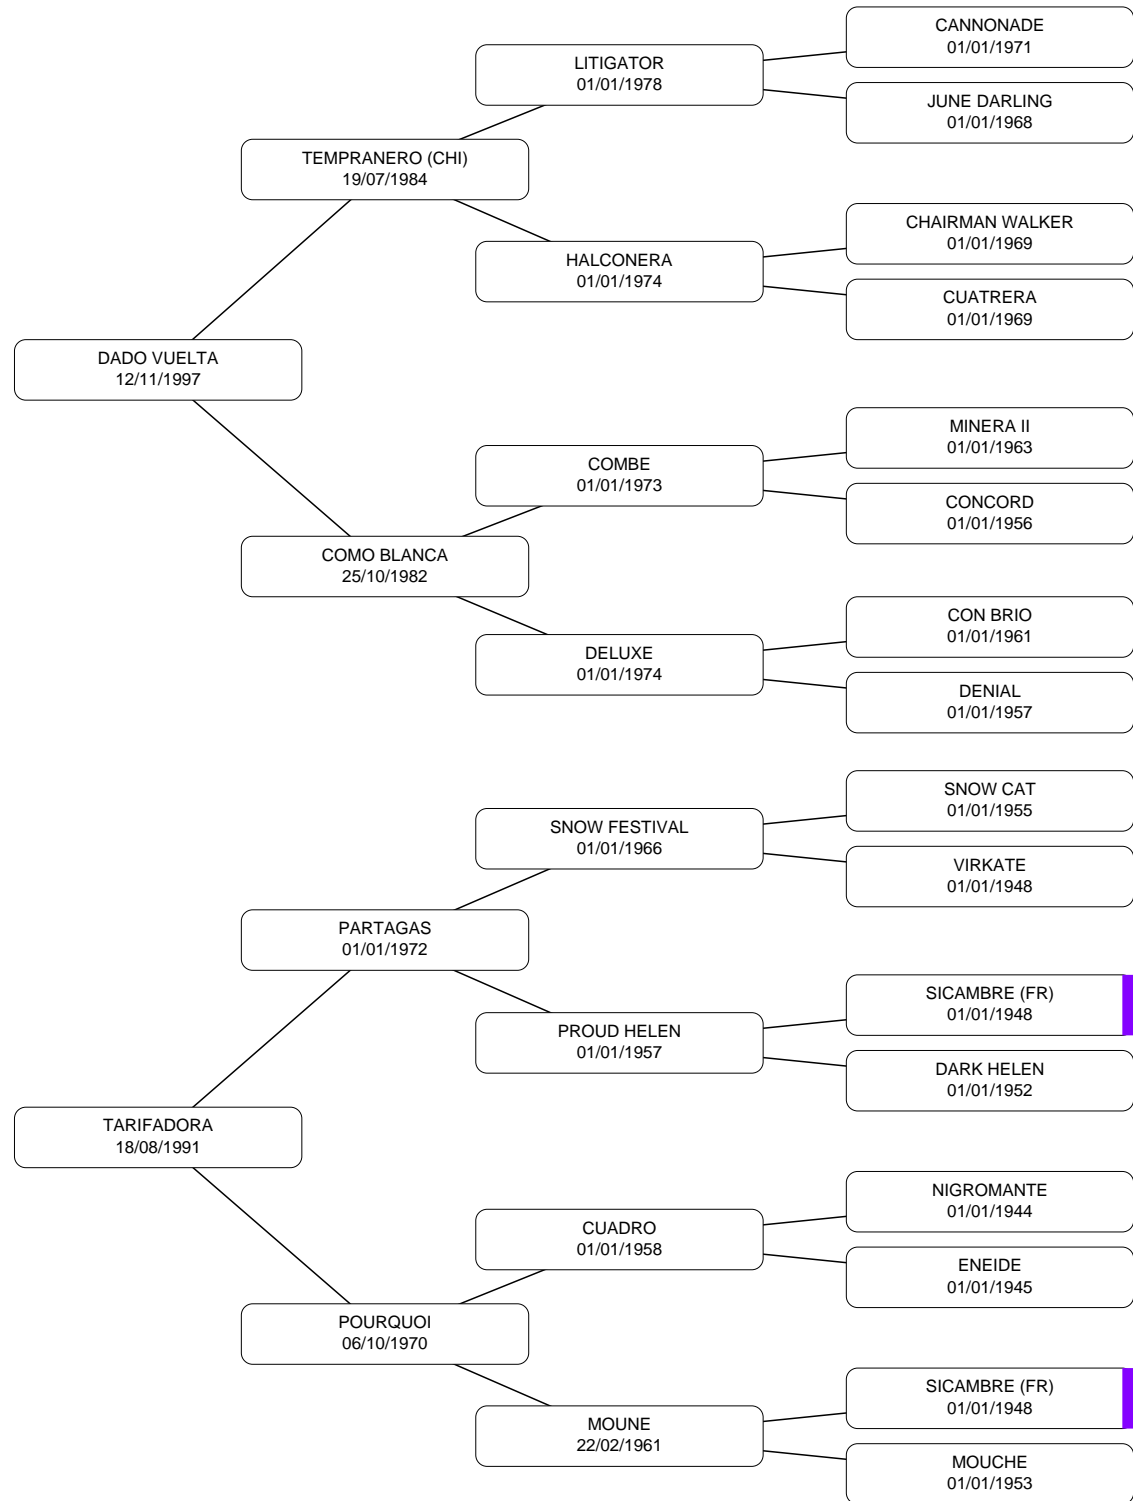 CANNONADE
01/01/1971
LITIGATOR
01/01/1978
JUNE DARLING
01/01/1968
TEMPRANERO (CHI)
19/07/1984
CHAIRMAN WALKER
01/01/1969
HALCONERA
01/01/1974
CUATRERA
01/01/1969
DADO VUELTA
12/11/1997
MINERA II
01/01/1963
COMBE
01/01/1973
CONCORD
01/01/1956
COMO BLANCA
25/10/1982
CON BRIO
01/01/1961
DELUXE
01/01/1974
DENIAL
01/01/1957
SNOW CAT
01/01/1955
SNOW FESTIVAL
01/01/1966
VIRKATE
01/01/1948
PARTAGAS
01/01/1972
SICAMBRE (FR)
01/01/1948
PROUD HELEN
01/01/1957
DARK HELEN
01/01/1952
TARIFADORA
18/08/1991
NIGROMANTE
01/01/1944
CUADRO
01/01/1958
ENEIDE
01/01/1945
POURQUOI
06/10/1970
SICAMBRE (FR)
01/01/1948
MOUNE
22/02/1961
MOUCHE
01/01/1953